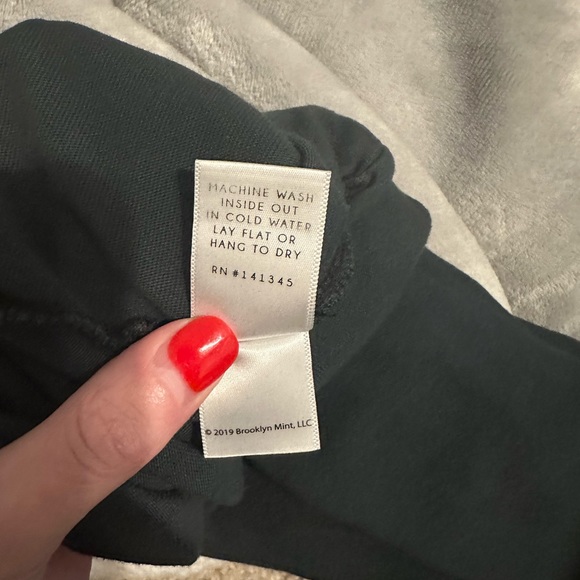 MACHINE WASH
INSIDE OUT
IN COLD WATER
LAY FLAT OR
HANG TO DRY
RN #141345
© 2019 Brooklyn Mint, LLC